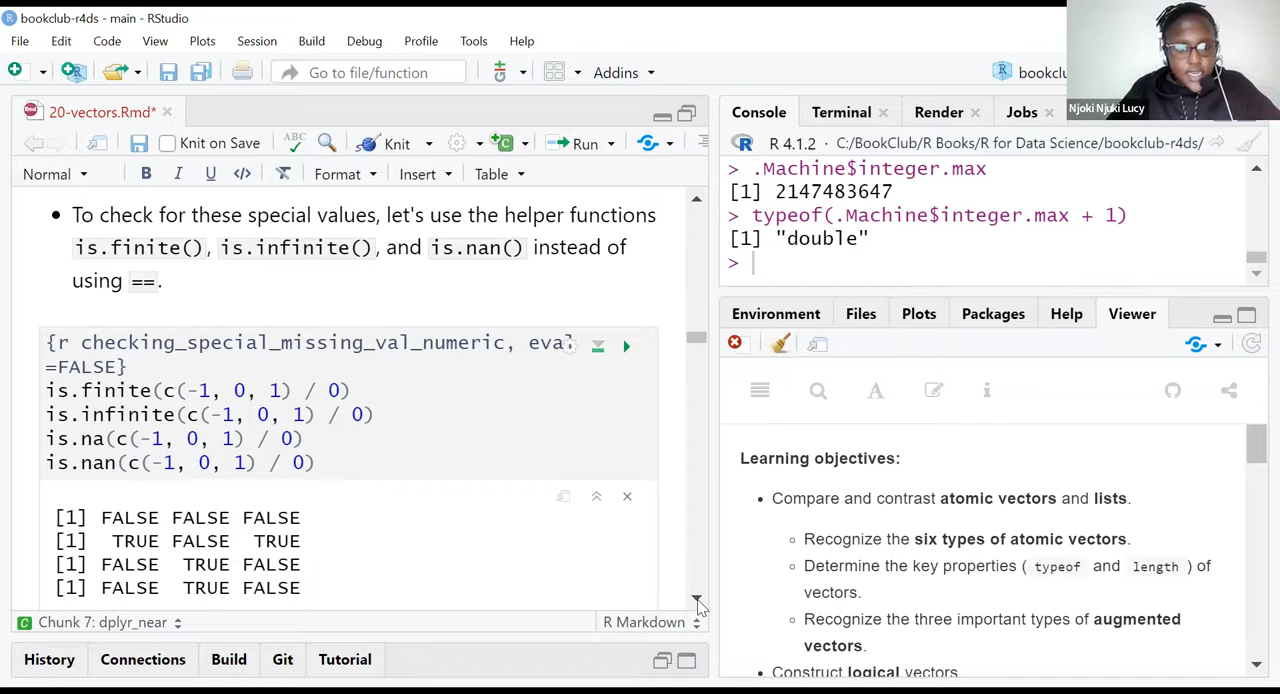 bookclub-r4ds - main - RStudio
File Edit Code View Plots Session Build Debug Profile Tools Help
Go to file/function
Addins
Njoki Njuki Lucy
20-vectors.Rmd*
Knit on Save
ABC
Knit
Run
Normal
B I U </>
Format
Insert
Table
• To check for these special values, let's use the helper functions
is.finite(), is.infinite(), and is.nan() instead of
using ==.
{r checking_special_missing_val_numeric, eval
=FALSE}
is.finite(c(-1, 0, 1) / 0)
is.infinite(c(-1, 0, 1) / 0)
is.na(c(-1, 0, 1) / 0)
is.nan(c(-1, 0, 1) / 0)
[1] FALSE FALSE FALSE
[1]  TRUE FALSE  TRUE
[1] FALSE  TRUE FALSE
[1] FALSE  TRUE FALSE
Chunk 7: dplyr_near
R Markdown
History Connections Build Git Tutorial
Console Terminal Render Jobs
R 4.1.2 · C:/BookClub/R Books/R for Data Science/bookclub-r4ds/
> .Machine$integer.max
[1] 2147483647
> typeof(.Machine$integer.max + 1)
[1] "double"
>
Environment Files Plots Packages Help Viewer
Learning objectives:
• Compare and contrast atomic vectors and lists.
○ Recognize the six types of atomic vectors.
○ Determine the key properties ( typeof and length ) of
vectors.
○ Recognize the three important types of augmented
vectors.
• Construct logical vectors